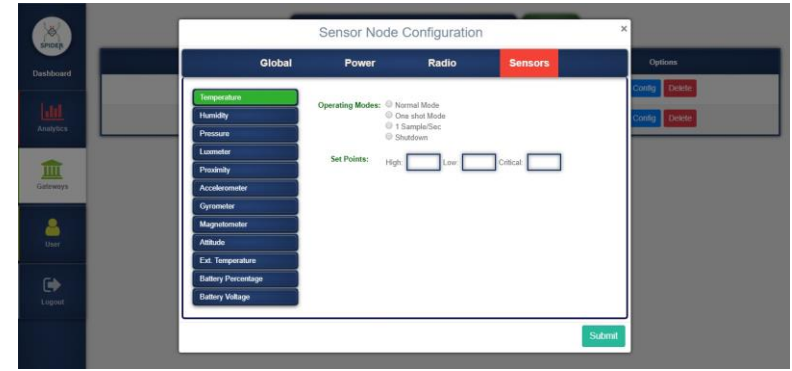 Sensor Node Configuration
×
SPIDER
Global Power Radio Sensors
Options
Dashboard
Analytics
Gateways
User
Logout
Temperature
Humidity
Pressure
Luxmeter
Proximity
Accelerometer
Gyrometer
Magnetometer
Attitude
Ext. Temperature
Battery Percentage
Battery Voltage
Operating Modes: Normal Mode
One shot Mode
1 Sample/Sec
Shutdown
Set Points: High: Low: Critical:
Config Delete
Config Delete
Submit